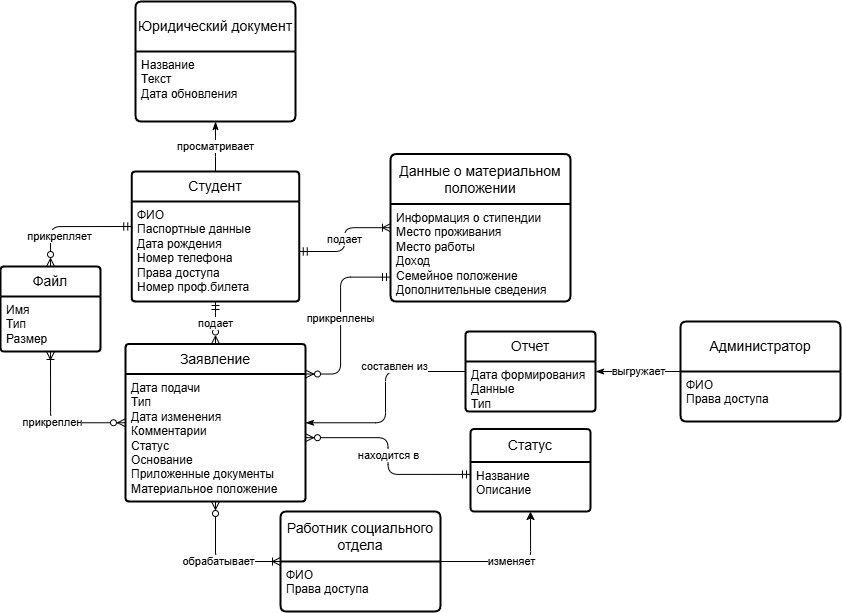 Юридический документ
Название
Текст
Дата обновления
просматривает
Студент
ФИО
Паспортные данные
Дата рождения
Номер телефона
Права доступа
Номер проф.билета
Данные о материальном
положении
Информация о стипендии
Место проживания
Место работы
Доход
Семейное положение
Дополнительные сведения
прикрепляет
подает
Файл
Имя
Тип
Размер
подает
прикреплены
Заявление
Дата подачи
Тип
Дата изменения
Комментарии
Статус
Основание
Приложенные документы
Материальное положение
составлен из
Отчет
Дата формирования
Данные
Тип
выгружает
Администратор
ФИО
Права доступа
прикреплен
находится в
Статус
Название
Описание
обрабатывает
Работник социального
отдела
ФИО
Права доступа
изменяет